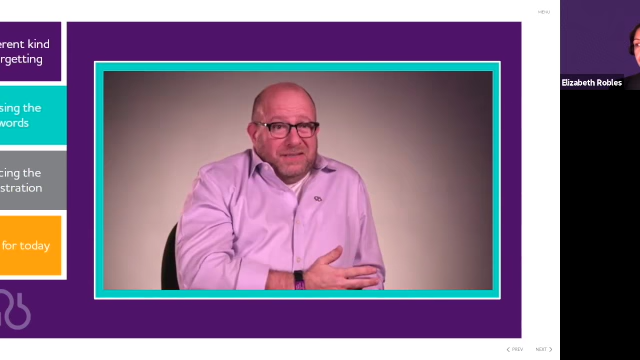 MENU
erent kind
rgetting
sing the
words
cing the
stration
for today
Elizabeth Robles
PREV
NEXT